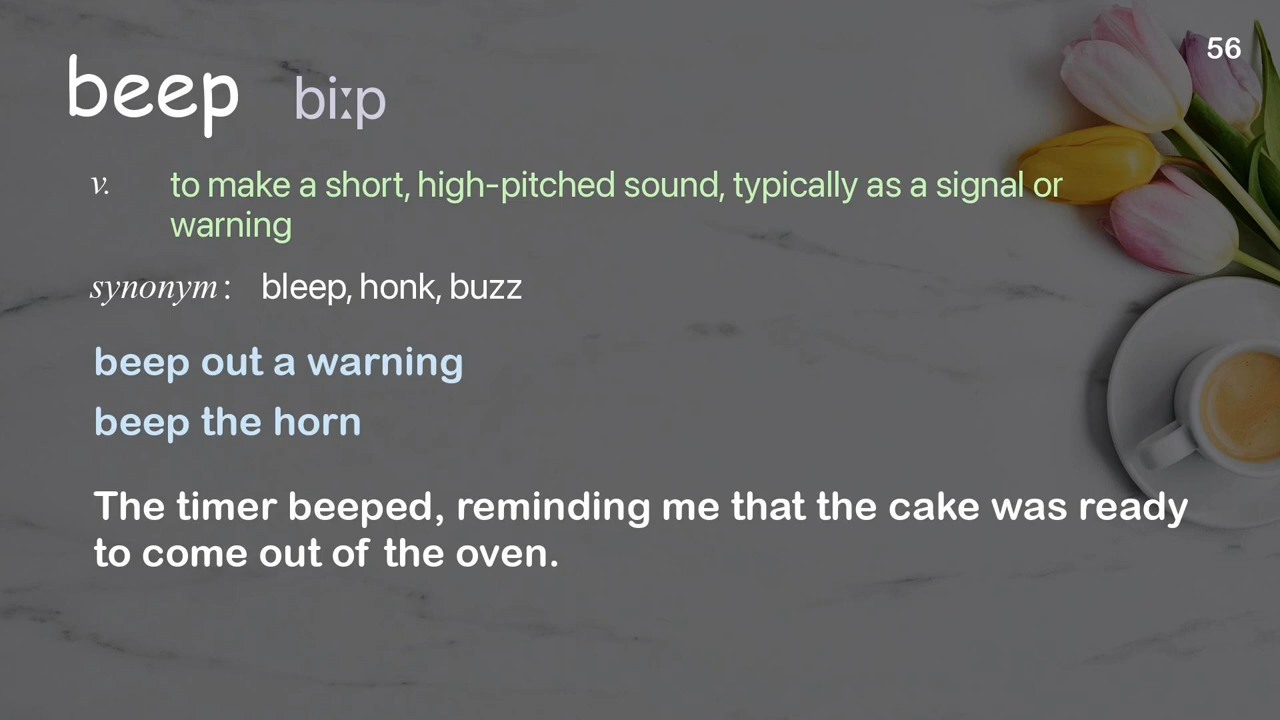 56
beep biːp
v. to make a short, high-pitched sound, typically as a signal or
warning
synonym : bleep, honk, buzz
beep out a warning
beep the horn
The timer beeped, reminding me that the cake was ready
to come out of the oven.